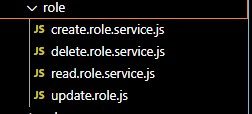 role
JS create.role.service.js
JS delete.role.service.js
JS read.role.service.js
JS update.role.js